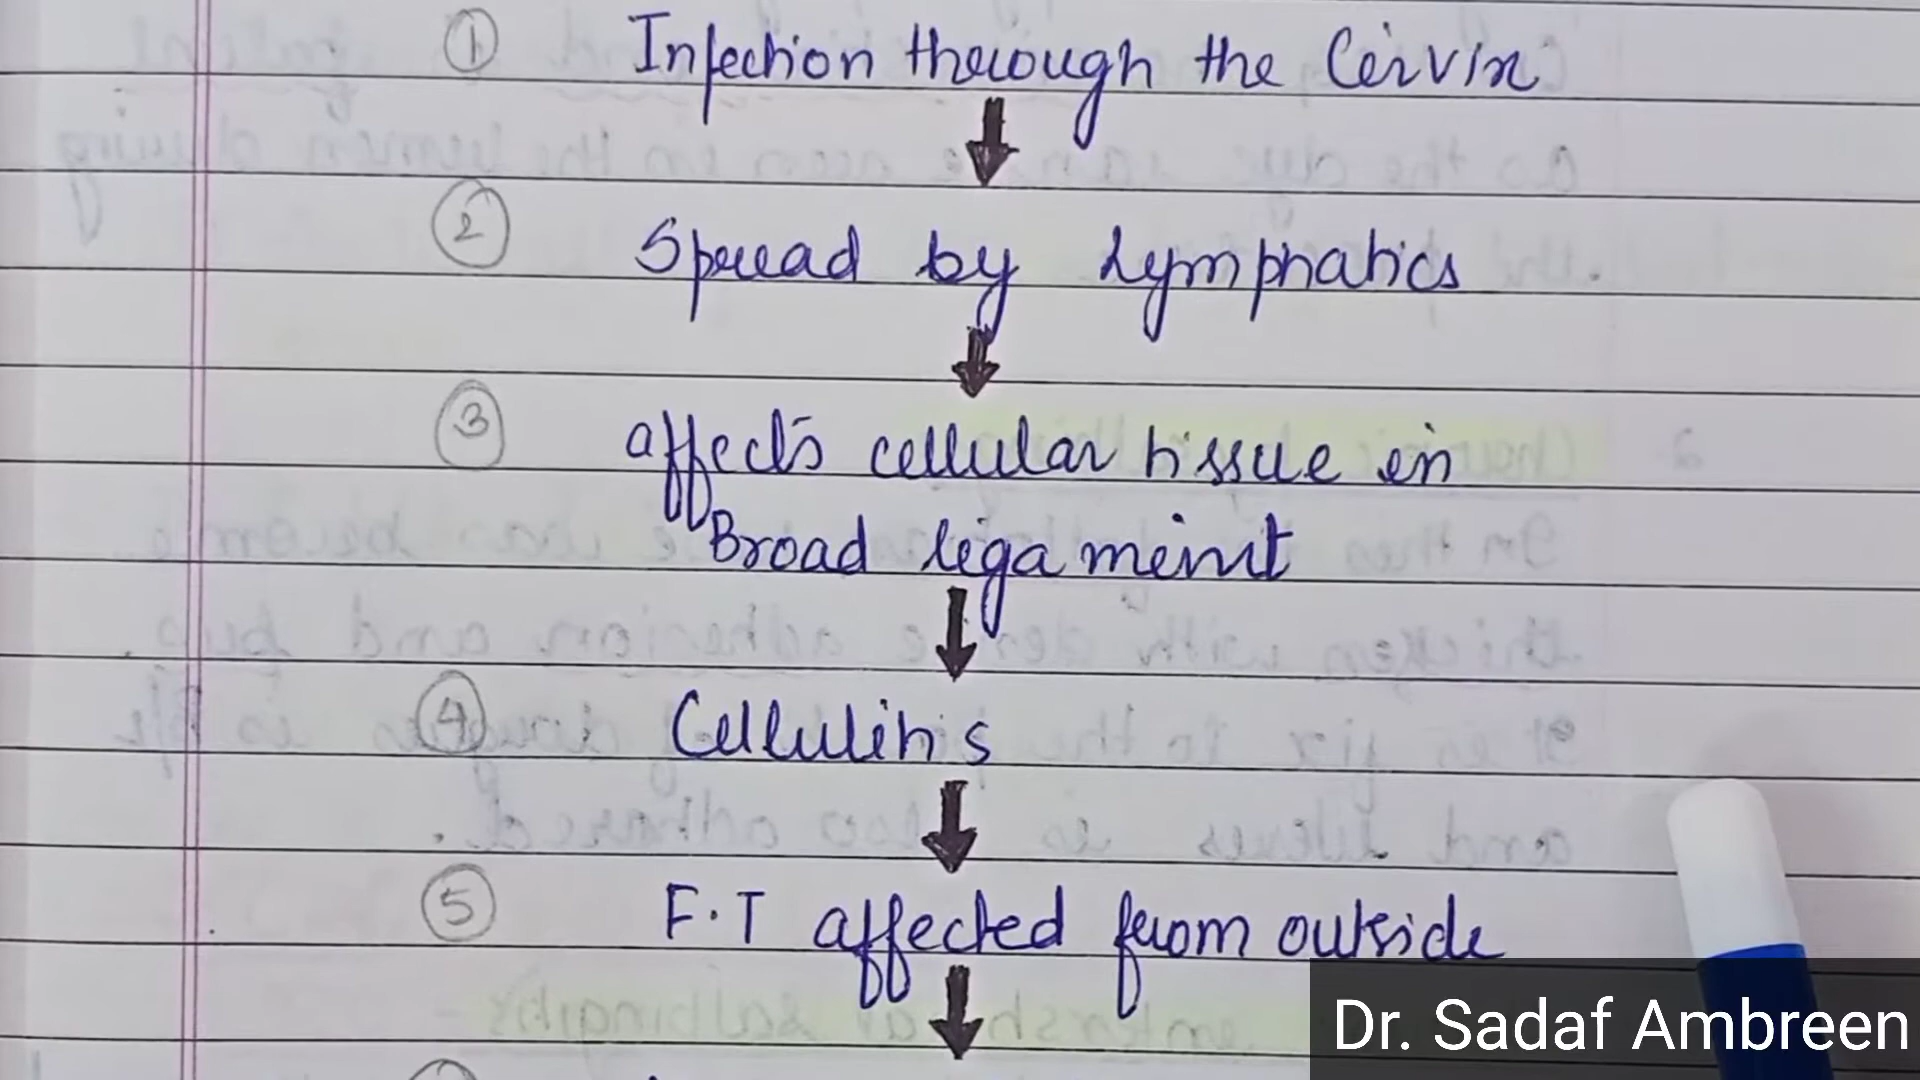 ① Infection through the Cervix
② Spread by Lymphatics
③ affects cellular tissue in
Broad ligament
④ Cellulitis
⑤ F.T affected from outside
Dr. Sadaf Ambreen